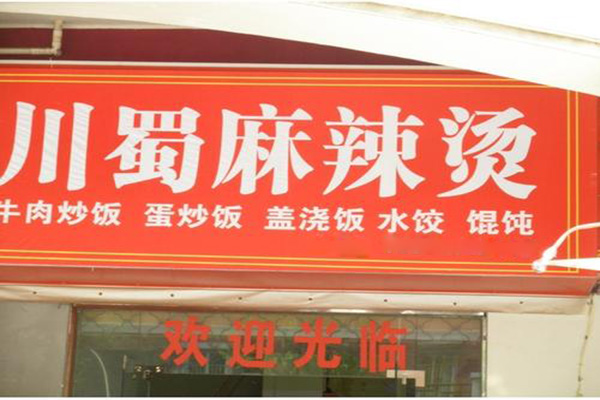 川蜀麻辣烫
牛肉炒饭 蛋炒饭 盖浇饭 水饺 馄饨
欢迎光临